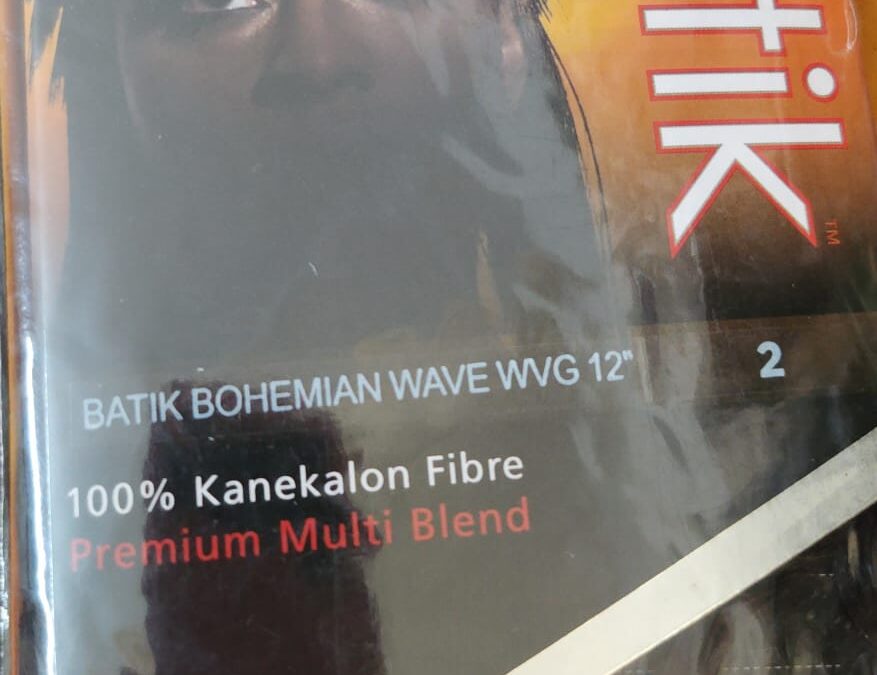 tik
TM
BATIK BOHEMIAN WAVE WVG 12" 2
100% Kanekalon Fibre
Premium Multi Blend